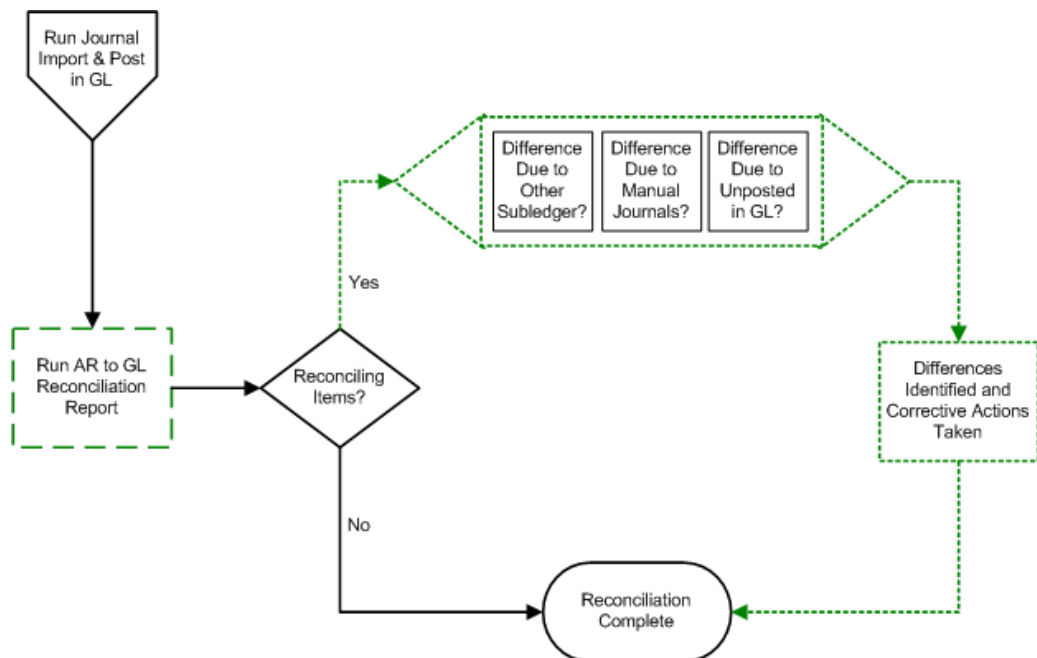 Run Journal
Import & Post
in GL
Difference
Due to
Other
Subledger?
Difference
Due to
Manual
Journals?
Difference
Due to
Unposted
in GL?
Yes
Run AR to GL
Reconciliation
Report
Reconciling
Items?
Differences
Identified and
Corrective Actions
Taken
No
Reconciliation
Complete